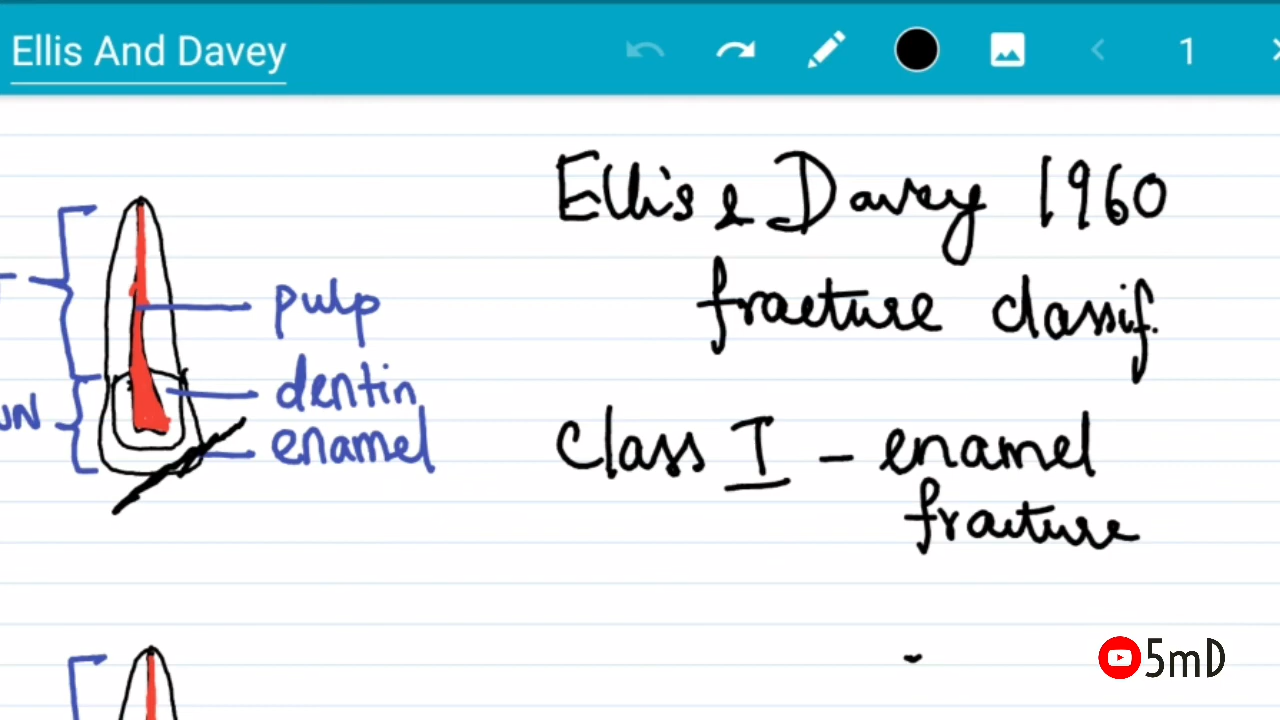 Ellis And Davey
1
Ellis & Davey 1960
fracture classif.
pulp
dentin
enamel
Class I - enamel
fracture
5mD